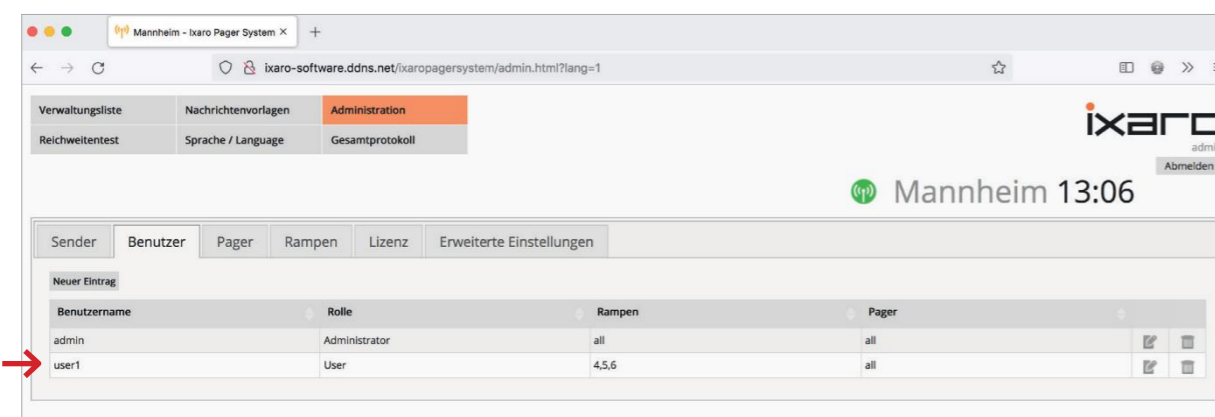 Mannheim - Ixaro Pager System
ixaro-software.ddns.net/ixaropagersystem/admin.html?lang=1
Verwaltungsliste Nachrichtenvorlagen Administration
Reichweitentest Sprache / Language Gesamtprotokoll
ixaro
admi
Abmelden
Mannheim 13:06
Sender Benutzer Pager Rampen Lizenz Erweiterte Einstellungen
Neuer Eintrag
Benutzername Rolle Rampen Pager
admin Administrator all all
user1 User 4,5,6 all